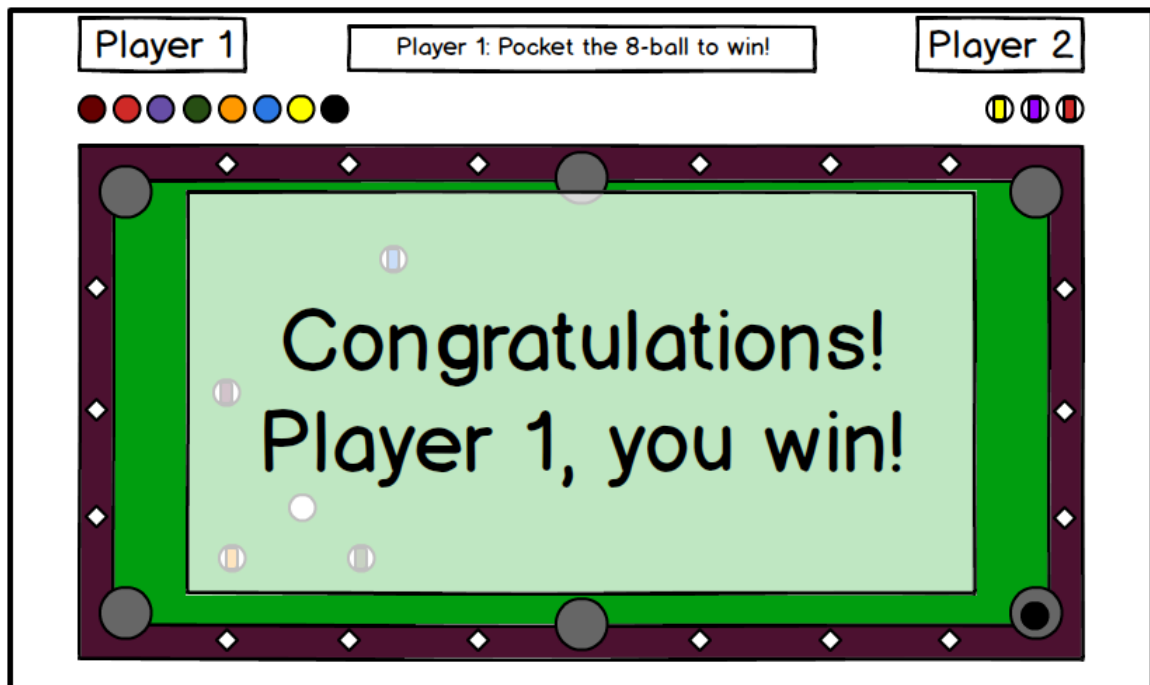 Player 1
Player 1: Pocket the 8-ball to win!
Player 2
Congratulations!
Player 1, you win!